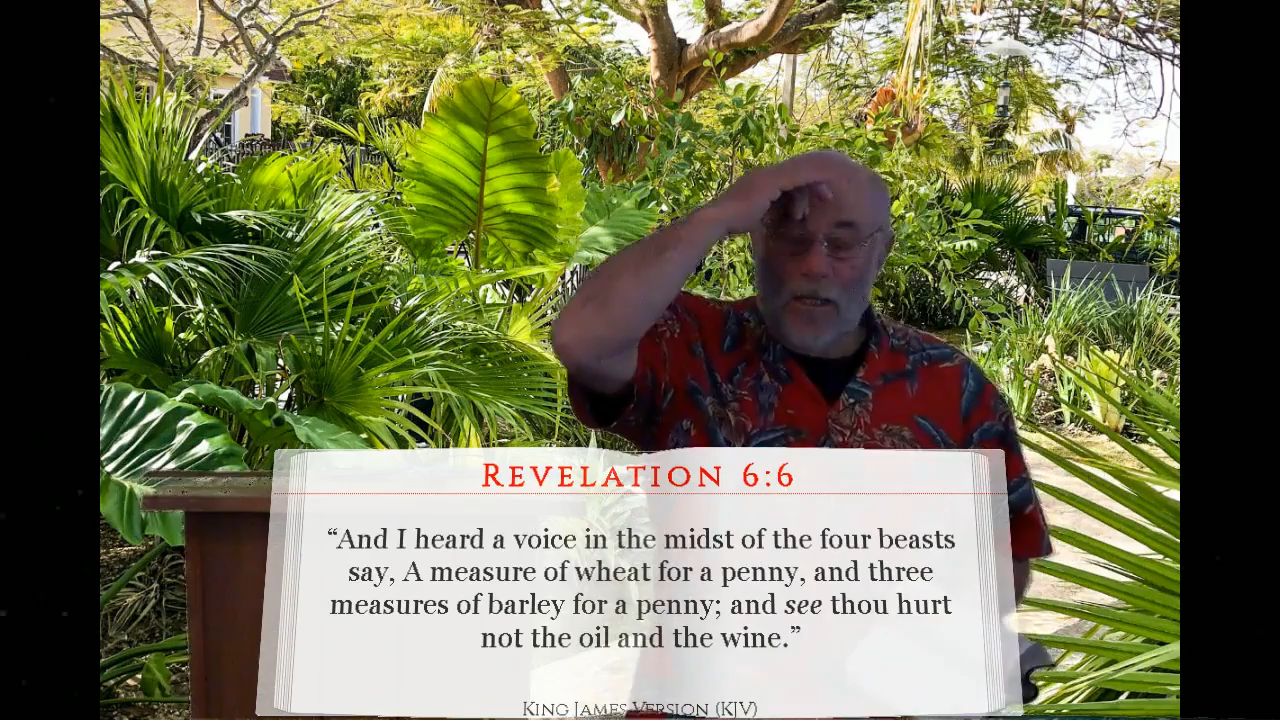 Revelation 6:6
“And I heard a voice in the midst of the four beasts
say, A measure of wheat for a penny, and three
measures of barley for a penny; and see thou hurt
not the oil and the wine.”
King James Version (KJV)